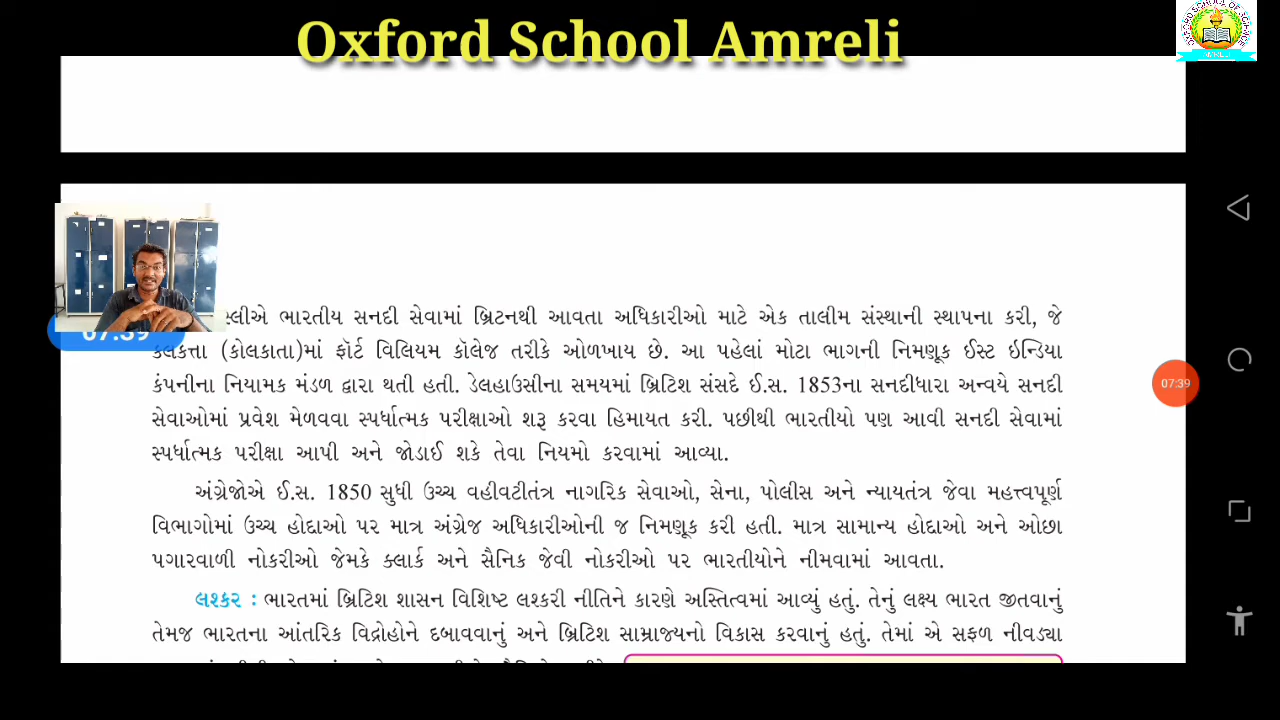 Oxford School Amreli
ભારતીય સનદી સેવામાં બ્રિટનથી આવતા અધિકારીઓ માટે એક તાલીમ સંસ્થાની સ્થાપના કરી, જે
કલકત્તા (કોલકાતા)માં ફૉર્ટ વિલિયમ કૉલેજ તરીકે ઓળખાય છે. આ પહેલાં મોટા ભાગની નિમણૂક ઈસ્ટ ઇન્ડિયા
કંપનીના નિયામક મંડળ દ્વારા થતી હતી. ડેલહાઉસીના સમયમાં બ્રિટિશ સંસદે ઈ.સ. 1853ના સનદીધારા અન્વયે સનદી
સેવાઓમાં પ્રવેશ મેળવવા સ્પર્ધાત્મક પરીક્ષાઓ શરૂ કરવા હિમાયત કરી. પછીથી ભારતીયો પણ આવી સનદી સેવામાં
સ્પર્ધાત્મક પરીક્ષા આપી અને જોડાઈ શકે તેવા નિયમો કરવામાં આવ્યા.
અંગ્રેજોએ ઈ.સ. 1850 સુધી ઉચ્ચ વહીવટીતંત્ર નાગરિક સેવાઓ, સેના, પોલીસ અને ન્યાયતંત્ર જેવા મહત્ત્વપૂર્ણ
વિભાગોમાં ઉચ્ચ હોદ્દાઓ પર માત્ર અંગ્રેજ અધિકારીઓની જ નિમણૂક કરી હતી. માત્ર સામાન્ય હોદ્દાઓ અને ઓછા
પગારવાળી નોકરીઓ જેમકે ક્લાર્ક અને સૈનિક જેવી નોકરીઓ પર ભારતીયોને નીમવામાં આવતા.
લશ્કર : ભારતમાં બ્રિટિશ શાસન વિશિષ્ટ લશ્કરી નીતિને કારણે અસ્તિત્વમાં આવ્યું હતું. તેનું લક્ષ્ય ભારત જીતવાનું
તેમજ ભારતના આંતરિક વિદ્રોહોને દબાવવાનું અને બ્રિટિશ સામ્રાજ્યનો વિકાસ કરવાનું હતું. તેમાં એ સફળ નીવડ્યા
07:39
07:39